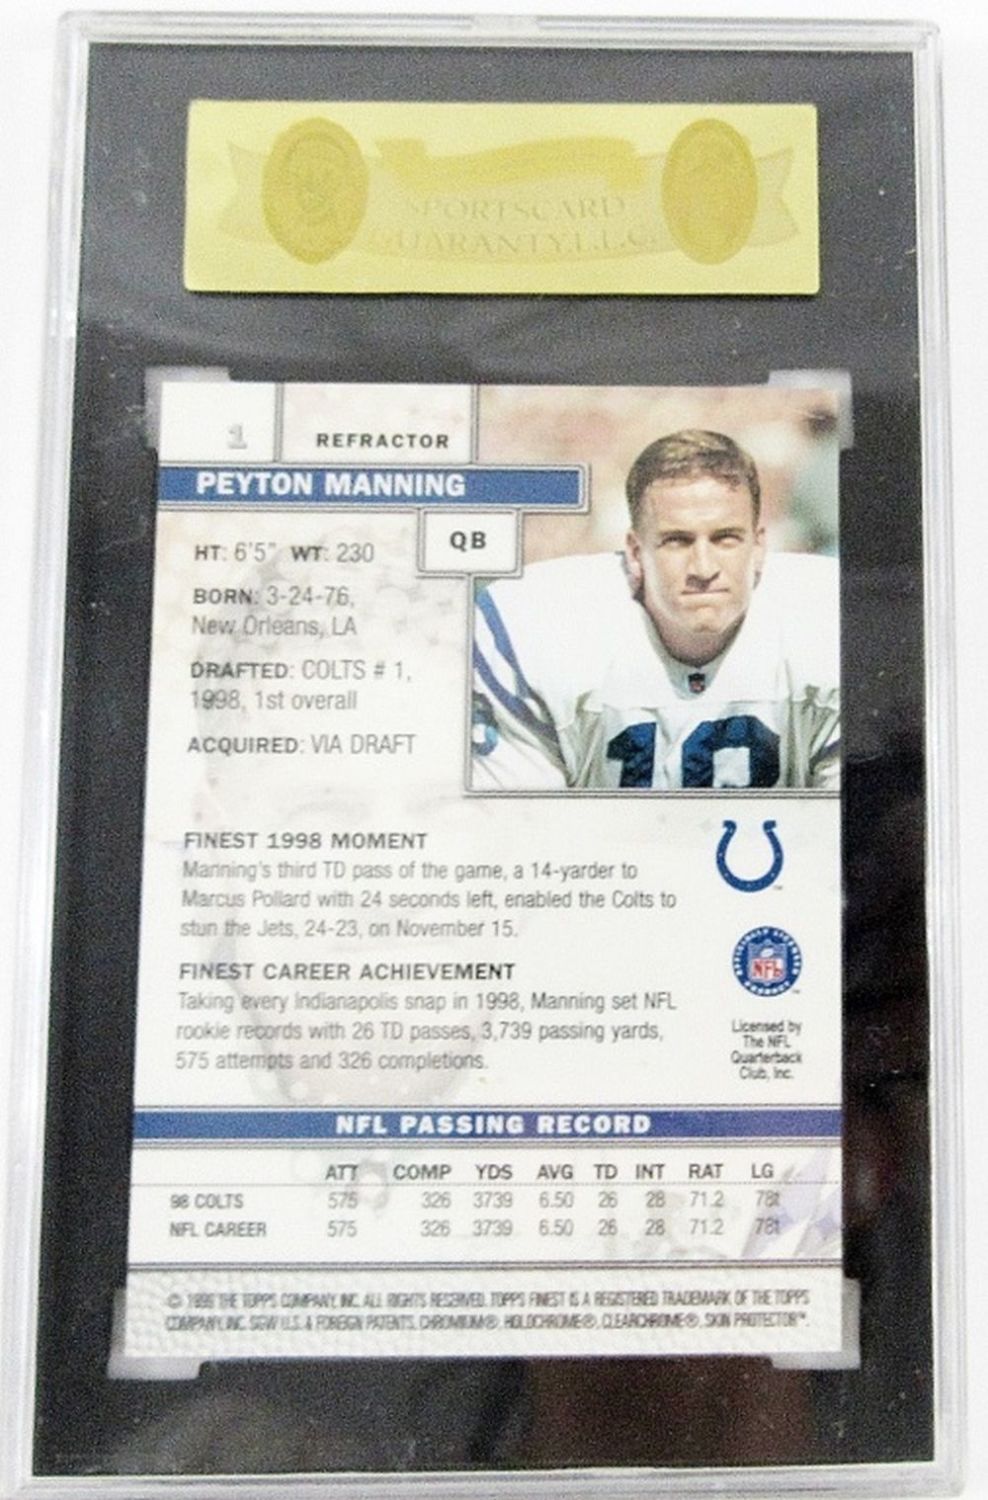 SPORTSCARD
GUARANTY L.L.C.
1
REFRACTOR
PEYTON MANNING
QB
HT: 6'5" WT: 230
BORN: 3-24-76,
New Orleans, LA
DRAFTED: COLTS # 1,
1998, 1st overall
ACQUIRED: VIA DRAFT
18
FINEST 1998 MOMENT
Manning's third TD pass of the game, a 14-yarder to
Marcus Pollard with 24 seconds left, enabled the Colts to
stun the Jets, 24-23, on November 15.
FINEST CAREER ACHIEVEMENT
Taking every Indianapolis snap in 1998, Manning set NFL
rookie records with 26 TD passes, 3,739 passing yards,
575 attempts and 326 completions.
OFFICIALLY LICENSED
NFL
PRODUCT
Licensed by
The NFL
Quarterback
Club, Inc.
NFL PASSING RECORD
ATT COMP YDS AVG TD INT RAT LG
98 COLTS 575 326 3739 6.50 26 28 71.2 78t
NFL CAREER 575 326 3739 6.50 26 28 71.2 78t
© 1999 THE TOPPS COMPANY, INC. ALL RIGHTS RESERVED. TOPPS FINEST IS A REGISTERED TRADEMARK OF THE TOPPS
COMPANY, INC. SGW U.S. & FOREIGN PATENTS. CHROMIUM®. HOLOCHROME®. CLEARCHROME®. SKIN PROTECTOR™.